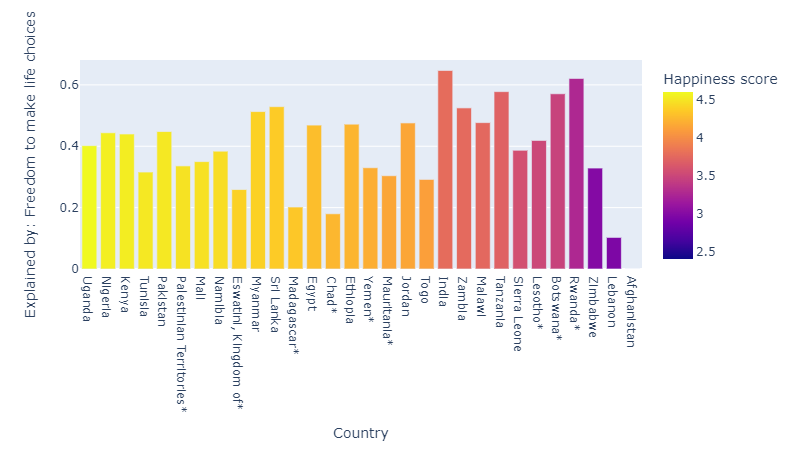 Explained by: Freedom to make life choices
0.6
0.4
0.2
0
Uganda
Nigeria
Kenya
Tunisia
Pakistan
Palestinian Territories*
Mali
Namibia
Eswatini, Kingdom of*
Myanmar
Sri Lanka
Madagascar*
Egypt
Chad*
Ethiopia
Yemen*
Mauritania*
Jordan
Togo
India
Zambia
Malawi
Tanzania
Sierra Leone
Lesotho*
Botswana*
Rwanda*
Zimbabwe
Lebanon
Afghanistan
Country
Happiness score
4.5
4
3.5
3
2.5